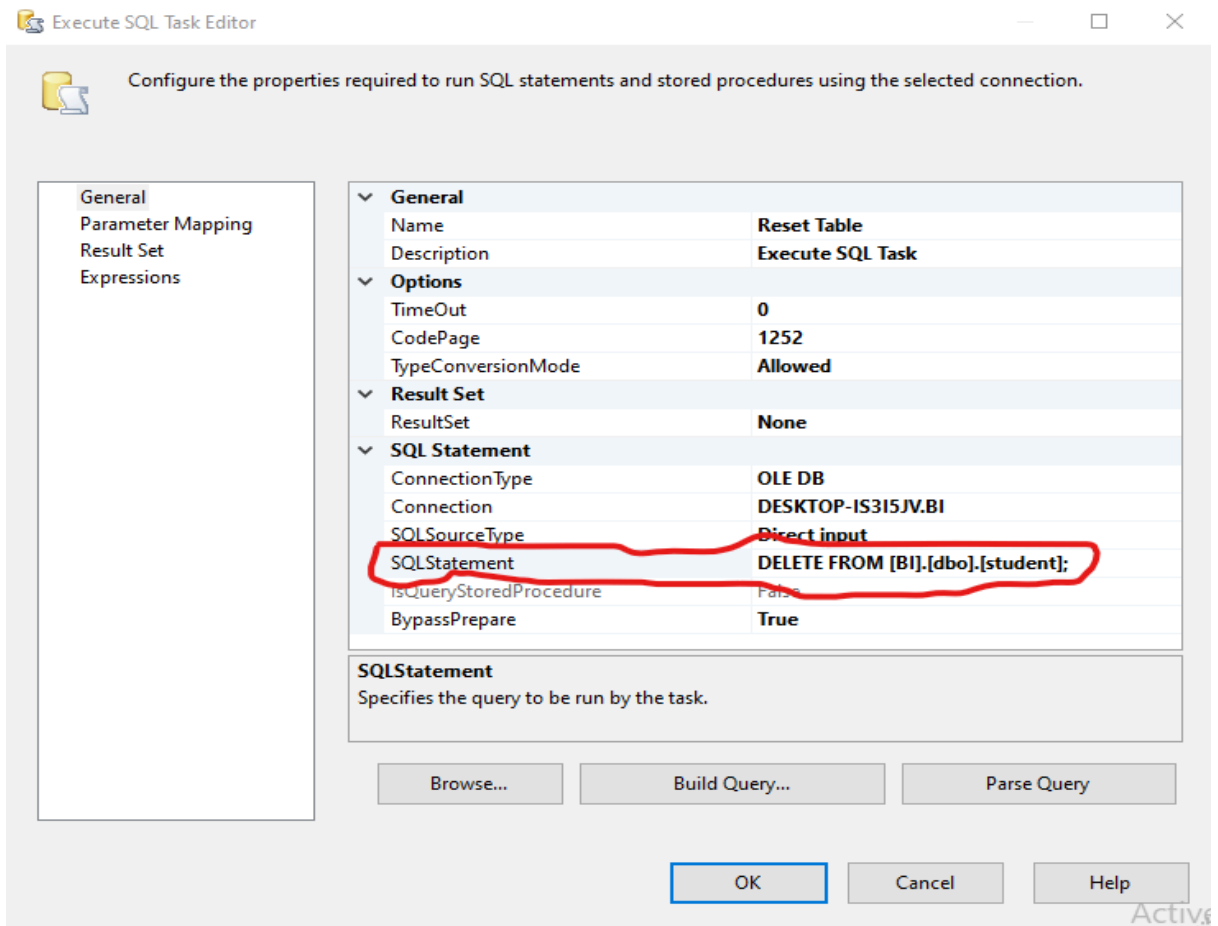 Execute SQL Task Editor
Configure the properties required to run SQL statements and stored procedures using the selected connection.
General
Parameter Mapping
Result Set
Expressions
General
Name Reset Table
Description Execute SQL Task
Options
TimeOut 0
CodePage 1252
TypeConversionMode Allowed
Result Set
ResultSet None
SQL Statement
ConnectionType OLE DB
Connection DESKTOP-IS3I5JV.BI
SQLSourceType Direct input
SQLStatement DELETE FROM [BI].[dbo].[student];
IsQueryStoredProcedure False
BypassPrepare True
SQLStatement
Specifies the query to be run by the task.
Browse... Build Query... Parse Query
OK Cancel Help